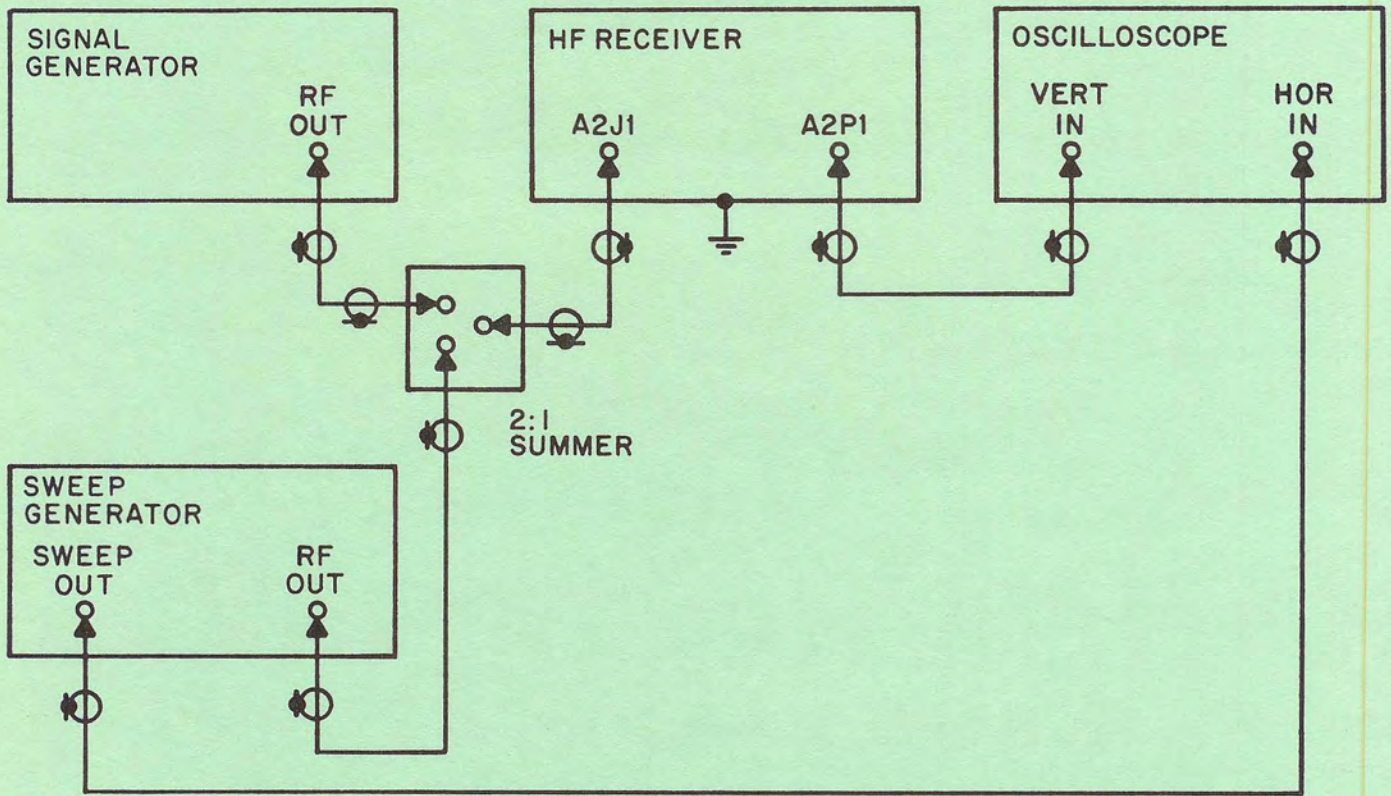 SIGNAL
GENERATOR
RF
OUT
HF RECEIVER
A2J1
A2P1
OSCILLOSCOPE
VERT
IN
HOR
IN
2:1
SUMMER
SWEEP
GENERATOR
SWEEP
OUT
RF
OUT